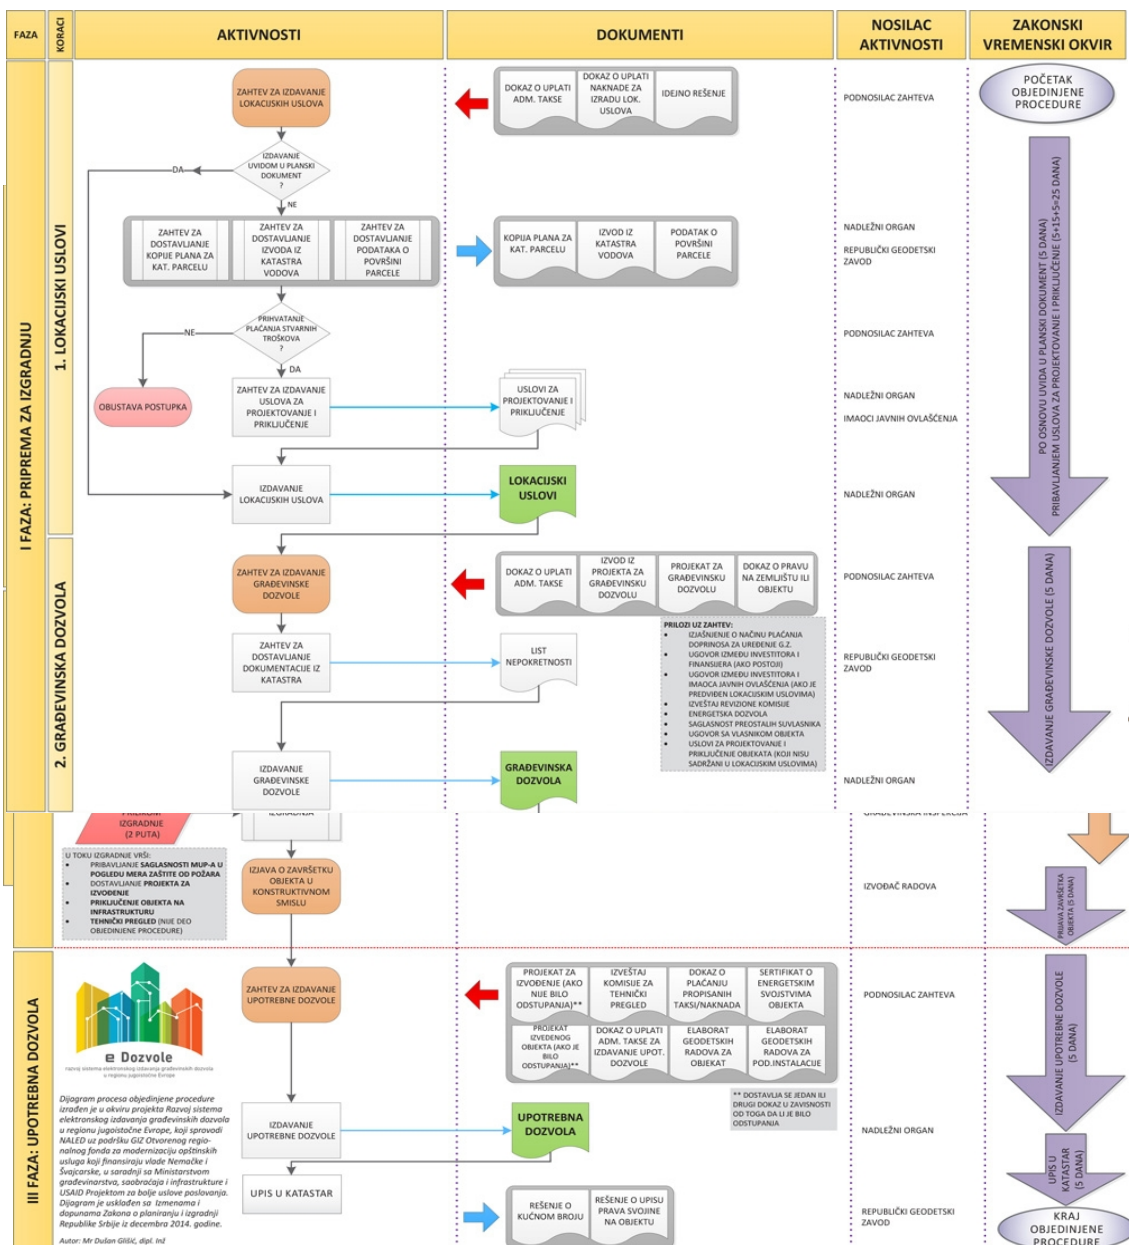 FAZA
KORACI
AKTIVNOSTI
DOKUMENTI
NOSILAC
AKTIVNOSTI
ZAKONSKI
VREMENSKI OKVIR
I FAZA: PRIPREMA ZA IZGRADNJU
1. LOKACIJSKI USLOVI
ZAHTEV ZA IZDAVANJE
LOKACIJSKIH USLOVA
DOKAZ O UPLATI
ADM. TAKSE
DOKAZ O UPLATI
NAKNADE ZA
IZRADU LOK.
USLOVA
IDEJNO REŠENJE
PODNOSILAC ZAHTEVA
POČETAK
OBJEDINJENE
PROCEDURE
IZDAVANJE
UVIDOM U PLANSKI
DOKUMENT
?
DA
NE
ZAHTEV ZA
DOSTAVLJANJE
KOPIJE PLANA ZA
KAT. PARCELU
ZAHTEV ZA
DOSTAVLJANJE
IZVODA IZ
KATASTRA
VODOVA
ZAHTEV ZA
DOSTAVLJANJE
PODATAKA O
POVRŠINI
PARCELE
KOPIJA PLANA ZA
KAT. PARCELU
IZVOD IZ
KATASTRA
VODOVA
PODATAK O
POVRŠINI
PARCELE
NADLEŽNI ORGAN
REPUBLIČKI GEODETSKI
ZAVOD
PO OSNOVU UVIDA U PLANSKI DOKUMENT (5 DANA)
PRIBAVLJANJEM USLOVA ZA PROJEKTOVANJE I PRIKLJUČENJE (5+15+5=25 DANA)
PRIHVATANJE
PLAĆANJA STVARNIH
TROŠKOVA
?
NE
DA
PODNOSILAC ZAHTEVA
OBUSTAVA POSTUPKA
ZAHTEV ZA IZDAVANJE
USLOVA ZA
PROJEKTOVANJE I
PRIKLJUČENJE
USLOVI ZA
PROJEKTOVANJE I
PRIKLJUČENJE
NADLEŽNI ORGAN
IMAOCI JAVNIH OVLAŠĆENJA
IZDAVANJE
LOKACIJSKIH USLOVA
LOKACIJSKI
USLOVI
NADLEŽNI ORGAN
2. GRAĐEVINSKA DOZVOLA
ZAHTEV ZA IZDAVANJE
GRAĐEVINSKE
DOZVOLE
DOKAZ O UPLATI
ADM. TAKSE
IZVOD IZ
PROJEKTA ZA
GRAĐEVINSKU
DOZVOLU
PROJEKAT ZA
GRAĐEVINSKU
DOZVOLU
DOKAZ O PRAVU
NA ZEMLJIŠTU ILI
OBJEKTU
PODNOSILAC ZAHTEVA
IZDAVANJE GRAĐEVINSKE DOZVOLE (5 DANA)
ZAHTEV ZA
DOSTAVLJANJE
DOKUMENTACIJE IZ
KATASTRA
LIST
NEPOKRETNOSTI
PRILOZI UZ ZAHTEV:
• IZJAŠNJENJE O NAČINU PLAĆANJA
DOPRINOSA ZA UREĐENJE G.Z.
• UGOVOR IZMEĐU INVESTITORA I
FINANSIJERA (AKO POSTOJI)
• UGOVOR IZMEĐU INVESTITORA I
IMAOCA JAVNIH OVLAŠĆENJA (AKO JE
PREDVIĐEN LOKACIJSKIM USLOVIMA)
• IZVEŠTAJ REVIZIONE KOMISIJE
• ENERGETSKA DOZVOLA
• SAGLASNOST PREOSTALIH SUVLASNIKA
• UGOVOR SA VLASNIKOM OBJEKTA
• USLOVI ZA PROJEKTOVANJE I
PRIKLJUČENJE OBJEKATA (KOJI NISU
SADRŽANI U LOKACIJSKIM USLOVIMA)
REPUBLIČKI GEODETSKI
ZAVOD
IZDAVANJE
GRAĐEVINSKE
DOZVOLE
GRAĐEVINSKA
DOZVOLA
NADLEŽNI ORGAN
IZGRADNJE
(2 PUTA)
U TOKU IZGRADNJE VRŠI:
• PRIBAVLJANJE SAGLASNOSTI MUP-A U
POGLEDU MERA ZAŠTITE OD POŽARA
• DOSTAVLJANJE PROJEKTA ZA
IZVOĐENJE
• PRIKLJUČENJE OBJEKTA NA
INFRASTRUKTURU
• TEHNIČKI PREGLED (NIJE DEO
OBJEDINJENE PROCEDURE)
IZJAVA O ZAVRŠETKU
OBJEKTA U
KONSTRUKTIVNOM
SMISLU
IZVOĐAČ RADOVA
PRIJAVA ZAVRŠETKA
OBJEKTA (5 DANA)
III FAZA: UPOTREBNA DOZVOLA
ZAHTEV ZA IZDAVANJE
UPOTREBNE DOZVOLE
PROJEKAT ZA
IZVOĐENJE (AKO
NIJE BILO
ODSTUPANJA)**
IZVEŠTAJ
KOMISIJE ZA
TEHNIČKI
PREGLED
DOKAZ O
PLAĆANJU
PROPISANIH
TAKSI/NAKNADA
SERTIFIKAT O
ENERGETSKIM
SVOJSTVIMA
OBJEKTA
PROJEKAT
IZVEDENOG
OBJEKTA (AKO JE
BILO
ODSTUPANJA)**
DOKAZ O UPLATI
ADM. TAKSE ZA
IZDAVANJE UPOT.
DOZVOLE
ELABORAT
GEODETSKIH
RADOVA ZA
OBJEKAT
ELABORAT
GEODETSKIH
RADOVA ZA
POD.INSTALACIJE
PODNOSILAC ZAHTEVA
IZDAVANJE UPOTREBNE DOZVOLE
(5 DANA)
** DOSTAVLJA SE JEDAN ILI
DRUGI DOKAZ U ZAVISNOSTI
OD TOGA DA LI JE BILO
ODSTUPANJA
e Dozvole
razvoj sistema elektronskog izdavanja građevinskih dozvola
u regionu jugoistočne Evrope
Dijagram procesa objedinjene procedure
izrađen je u okviru projekta Razvoj sistema
elektronskog izdavanja građevinskih dozvola
u regionu jugoistočne Evrope, koji sprovodi
NALED uz podršku GIZ Otvorenog regio-
nalnog fonda za modernizaciju opštinskih
usluga koji finansiraju vlade Nemačke i
Švajcarske, u saradnji sa Ministarstvom
građevinarstva, saobraćaja i infrastrukture i
USAID Projektom za bolje uslove poslovanja.
Dijagram je usklađen sa Izmenama i
dopunama Zakona o planiranju i izgradnji
Republike Srbije iz decembra 2014. godine.
Autor: Mr Dušan Glišić, dipl. inž
IZDAVANJE
UPOTREBNE DOZVOLE
UPOTREBNA
DOZVOLA
NADLEŽNI ORGAN
UPIS U KATASTAR
UPIS U
KATASTAR
(5 DANA)
REŠENJE O
KUĆNOM BROJU
REŠENJE O UPISU
PRAVA SVOJINE
NA OBJEKTU
REPUBLIČKI GEODETSKI
ZAVOD
KRAJ
OBJEDINJENE
PROCEDURE